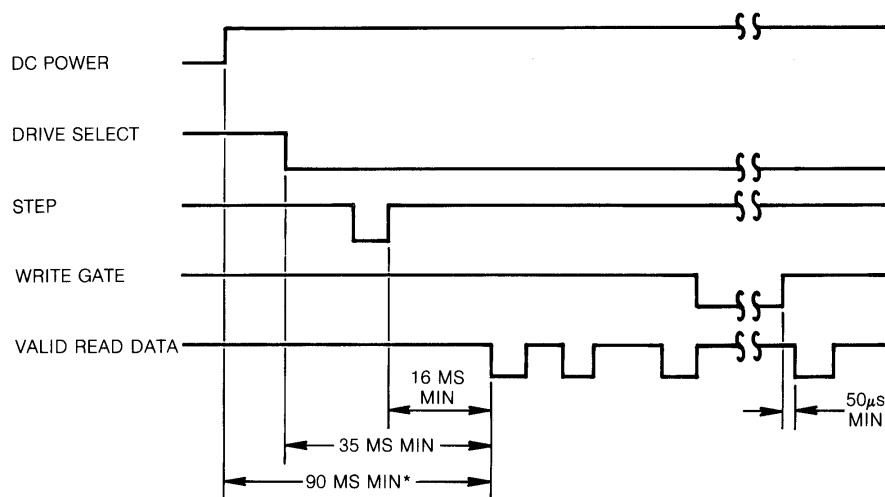 DC POWER
DRIVE SELECT
STEP
WRITE GATE
VALID READ DATA
16 MS
MIN
50µs
MIN
35 MS MIN
90 MS MIN*